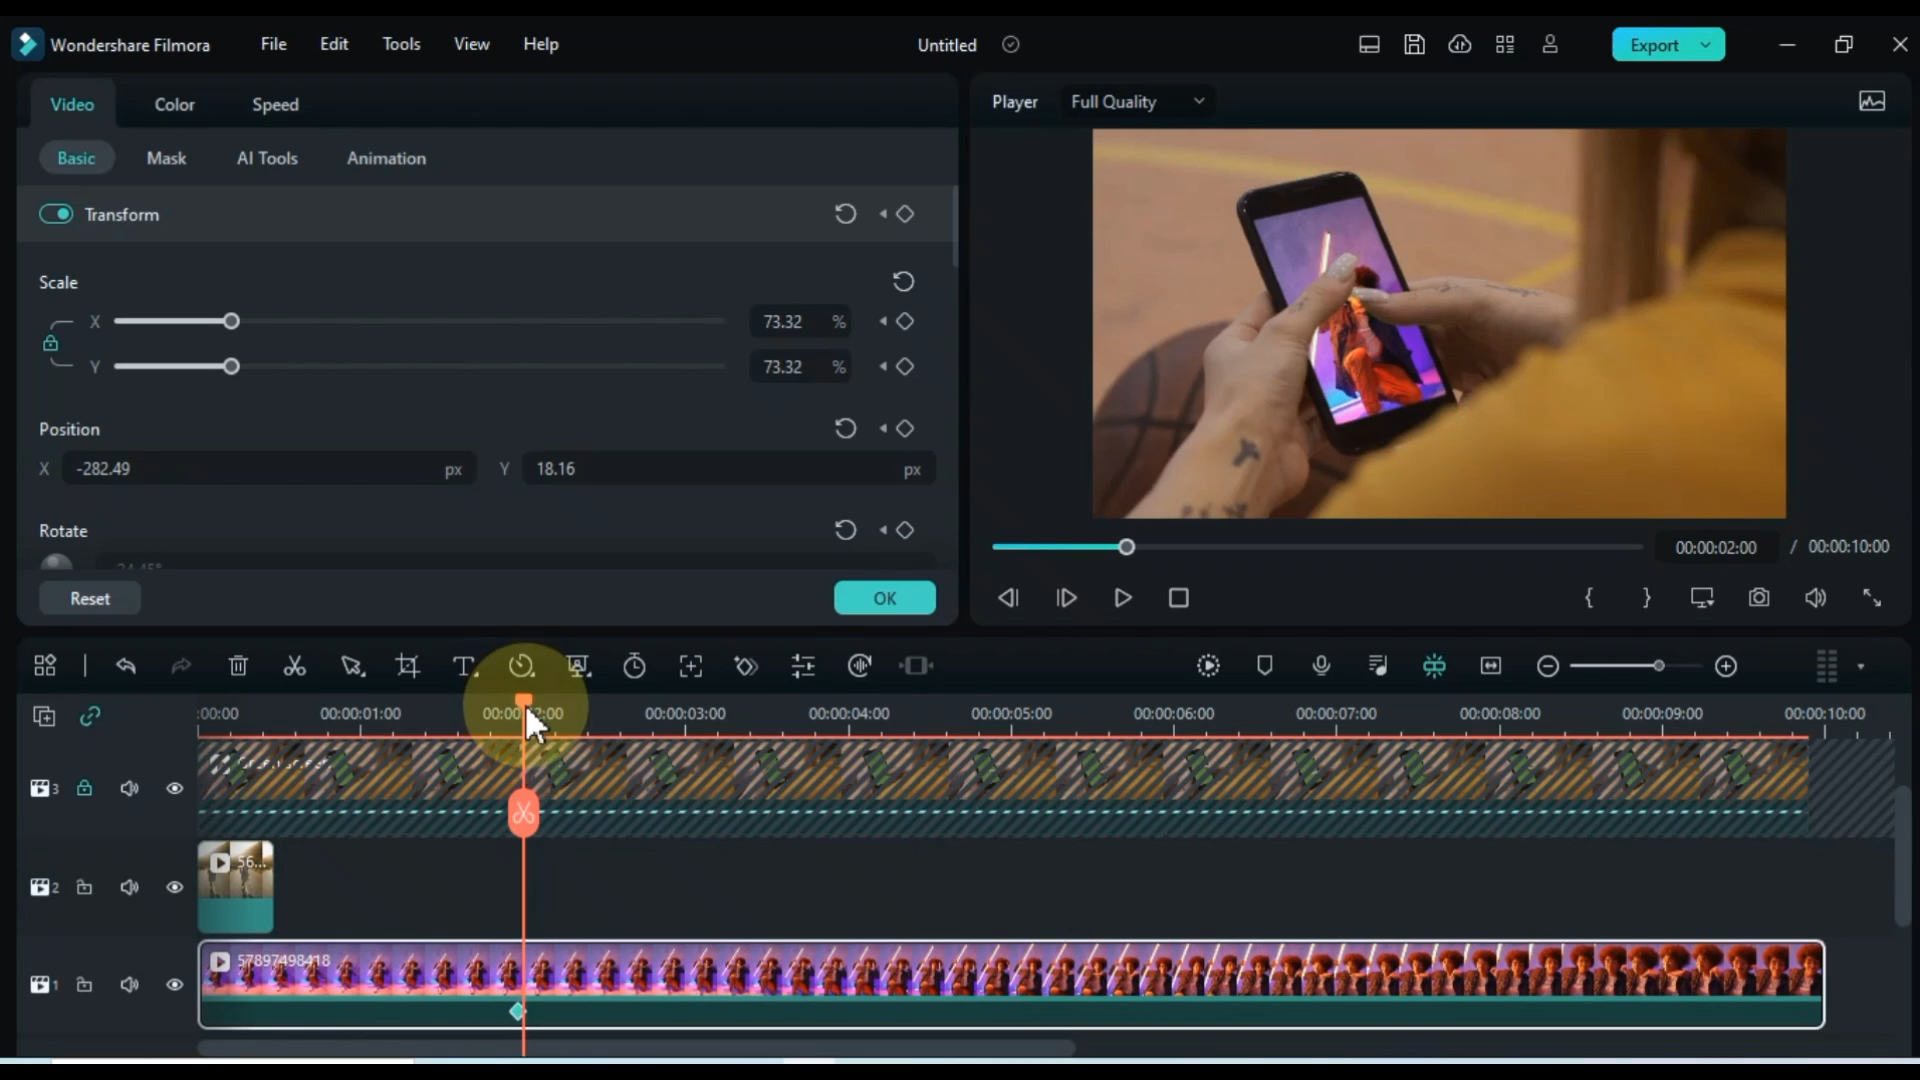 Wondershare Filmora File Edit Tools View Help Untitled Export
Video Color Speed
Player Full Quality
Basic Mask AI Tools Animation
Transform
Scale
X 73.32 %
Y 73.32 %
Position
X -282.49 px Y 18.16 px
Rotate
24.45°
00:00:02:00 / 00:00:10:00
Reset OK
:00:00 00:00:01:00 00:00:02:00 00:00:03:00 00:00:04:00 00:00:05:00 00:00:06:00 00:00:07:00 00:00:08:00 00:00:09:00 00:00:10:00
3
56...
2
57897498418
1